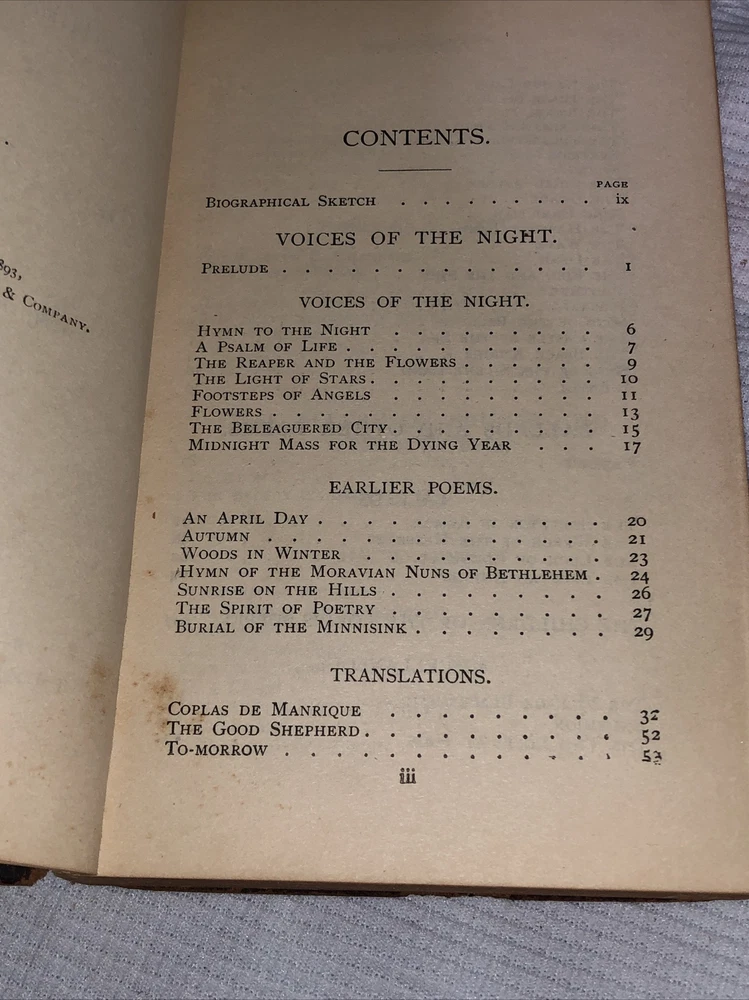 893,
& COMPANY.
CONTENTS.
PAGE
BIOGRAPHICAL SKETCH . . . . . . . . . ix
VOICES OF THE NIGHT.
PRELUDE . . . . . . . . . . . . . . 1
VOICES OF THE NIGHT.
HYMN TO THE NIGHT . . . . . . . . . 6
A PSALM OF LIFE . . . . . . . . . . . 7
THE REAPER AND THE FLOWERS . . . . . . 9
THE LIGHT OF STARS . . . . . . . . . . 10
FOOTSTEPS OF ANGELS . . . . . . . . . 11
FLOWERS . . . . . . . . . . . . . . 13
THE BELEAGUERED CITY . . . . . . . . . 15
MIDNIGHT MASS FOR THE DYING YEAR . . . 17
EARLIER POEMS.
AN APRIL DAY . . . . . . . . . . . . 20
AUTUMN . . . . . . . . . . . . . . 21
WOODS IN WINTER . . . . . . . . . . 23
HYMN OF THE MORAVIAN NUNS OF BETHLEHEM . 24
SUNRISE ON THE HILLS . . . . . . . . . 26
THE SPIRIT OF POETRY . . . . . . . . . 27
BURIAL OF THE MINNISINK . . . . . . . . 29
TRANSLATIONS.
COPLAS DE MANRIQUE . . . . . . . . . 32
THE GOOD SHEPHERD . . . . . . . . . . 52
TO-MORROW . . . . . . . . . . . . . 53
iii